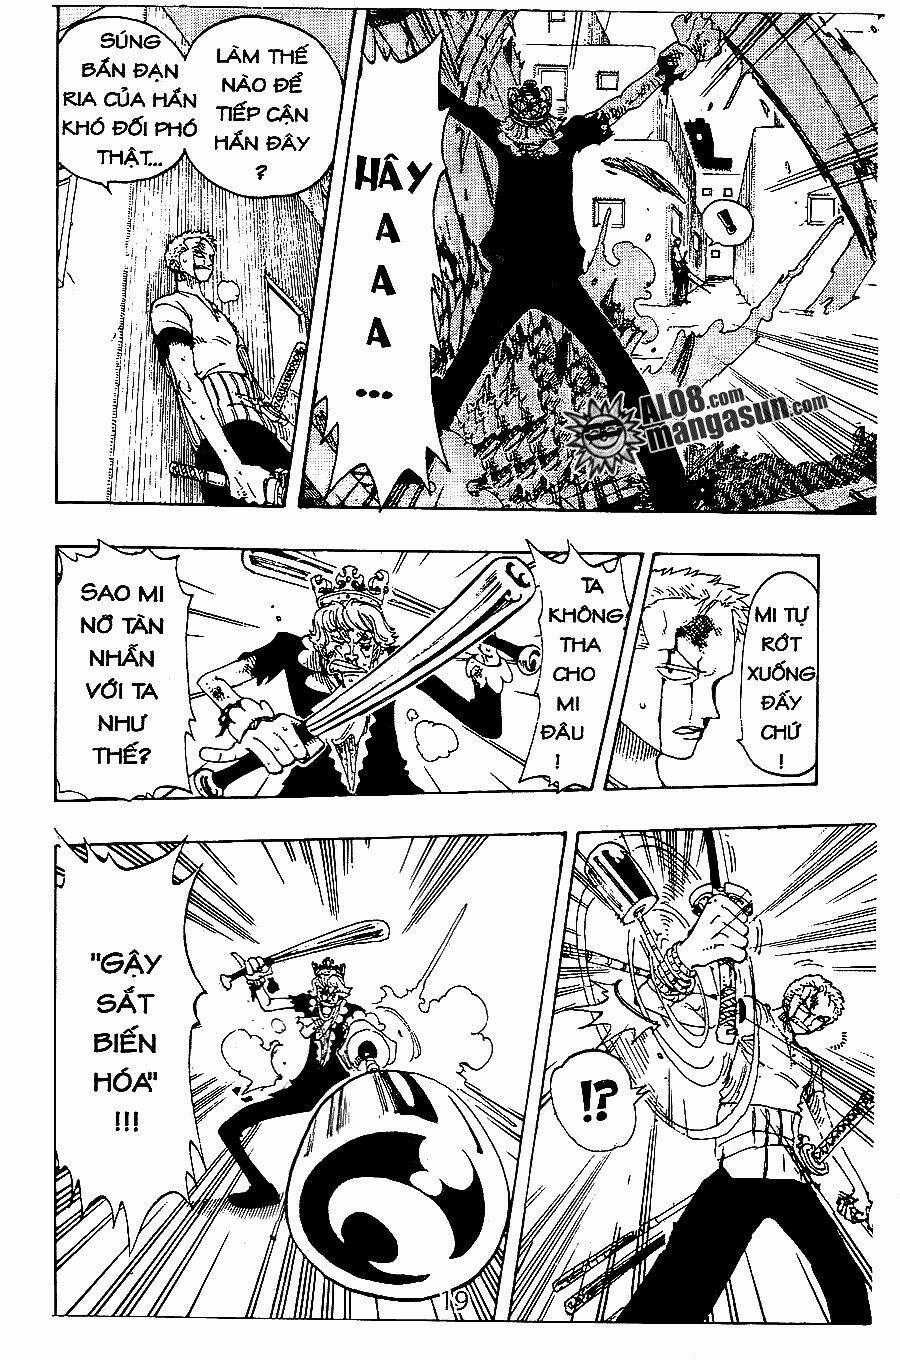 SÚNG
BẮN ĐẠN
RIA CỦA HẮN
KHÓ ĐỐI PHÓ
THẬT...
LÀM THẾ
NÀO ĐỂ
TIẾP CẬN
HẮN ĐÂY
?
HÂY
A
A
A
...
!
AL08.com
mangasun.com
SAO MI
NỠ TÀN
NHẪN
VỚI TA
NHƯ
THẾ?
TA
KHÔNG
THA
CHO
MI
ĐÂU
!
MI TỰ
RỚT
XUỐNG
ĐẤY
CHỨ
!
"GẬY
SẮT
BIẾN
HÓA"
!!!
!?
19